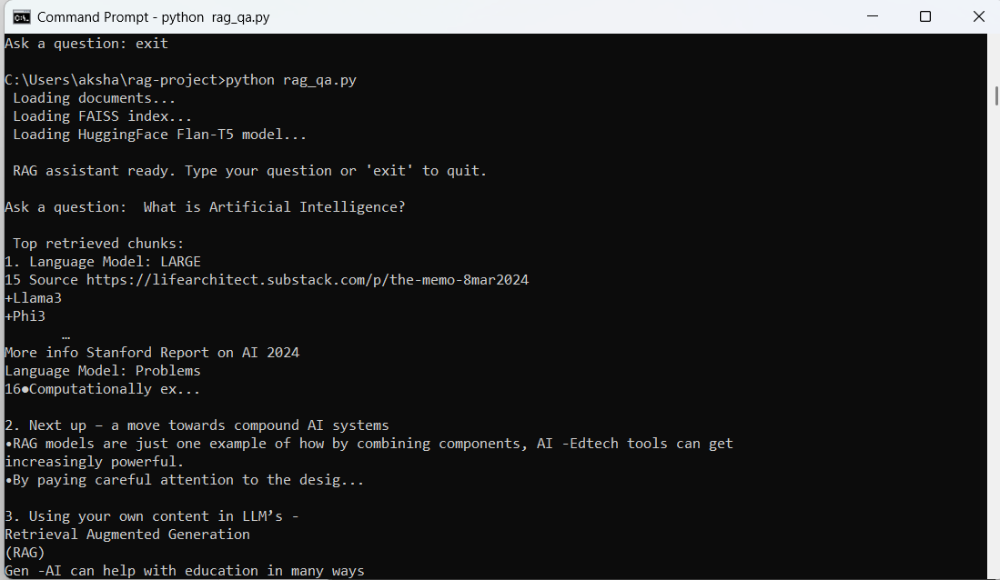 Command Prompt - python  rag_qa.py
Ask a question: exit
C:\Users\aksha\rag-project>python rag_qa.py
Loading documents...
Loading FAISS index...
Loading HuggingFace Flan-T5 model...
RAG assistant ready. Type your question or 'exit' to quit.
Ask a question:  What is Artificial Intelligence?
Top retrieved chunks:
1. Language Model: LARGE
15 Source https://lifearchitect.substack.com/p/the-memo-8mar2024
+Llama3
+Phi3
…
More info Stanford Report on AI 2024
Language Model: Problems
16●Computationally ex...
2. Next up – a move towards compound AI systems
•RAG models are just one example of how by combining components, AI -Edtech tools can get
increasingly powerful.
•By paying careful attention to the desig...
3. Using your own content in LLM’s -
Retrieval Augmented Generation
(RAG)
Gen -AI can help with education in many ways